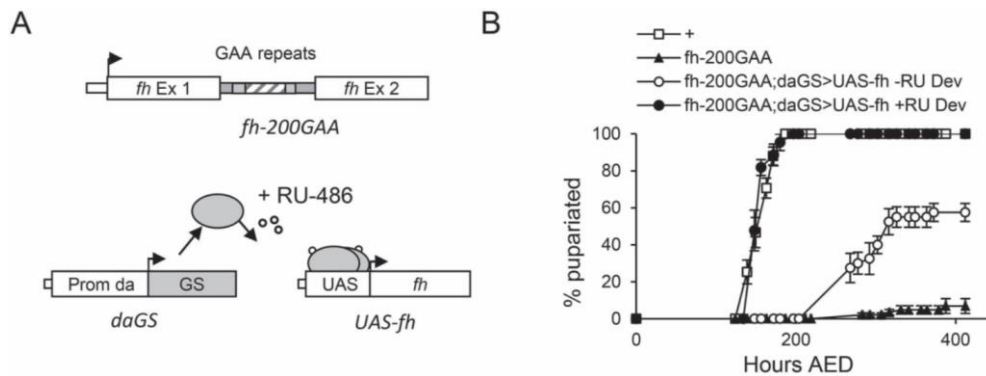 A
GAA repeats
fh Ex 1
fh Ex 2
fh-200GAA
+ RU-486
Prom da
GS
UAS
fh
daGS
UAS-fh
B
+
fh-200GAA
fh-200GAA;daGS>UAS-fh -RU Dev
fh-200GAA;daGS>UAS-fh +RU Dev
% pupariated
100
80
60
40
20
0
0
200
400
Hours AED